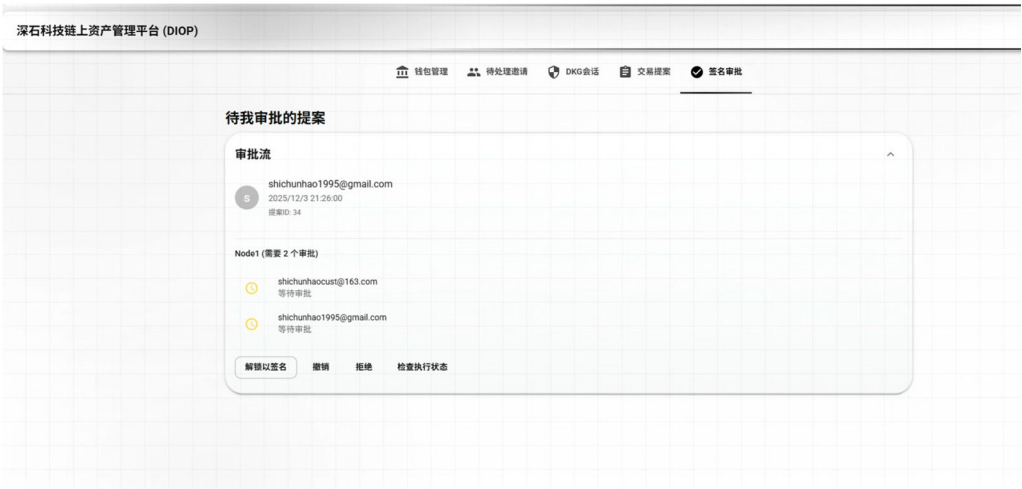 深石科技链上资产管理平台 (DIOP)
钱包管理 待处理邀请 DKG会话 交易提案 签名审批
待我审批的提案
审批流
S
shichunhao1995@gmail.com
2025/12/3 21:26:00
提案ID: 34
Node1 (需要 2 个审批)
shichunhaocust@163.com
等待审批
shichunhao1995@gmail.com
等待审批
解锁以签名 撤销 拒绝 检查执行状态